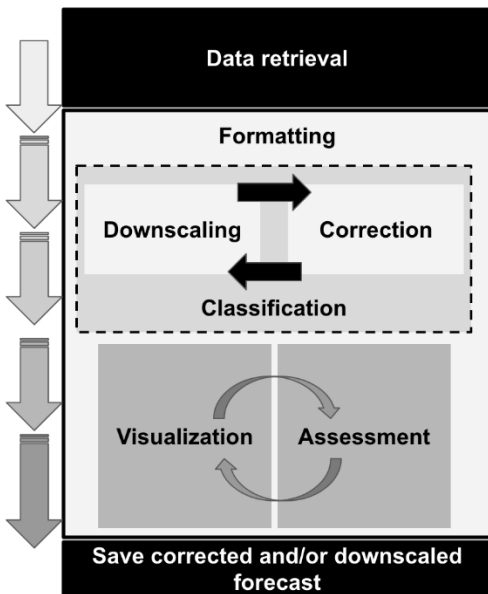 Data retrieval
Formatting
Downscaling
Correction
Classification
Visualization
Assessment
Save corrected and/or downscaled
forecast